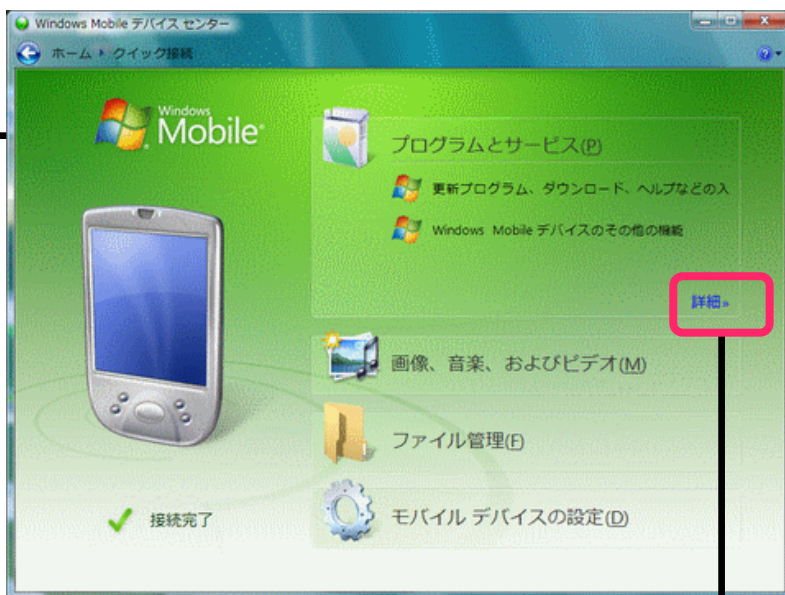 Windows Mobile デバイス センター
ホーム ▸ クイック接続
Windows
Mobile
プログラムとサービス(P)
更新プログラム、ダウンロード、ヘルプなどの入
Windows Mobile デバイスのその他の機能
詳細»
画像、音楽、およびビデオ(M)
ファイル管理(F)
モバイル デバイスの設定(D)
接続完了